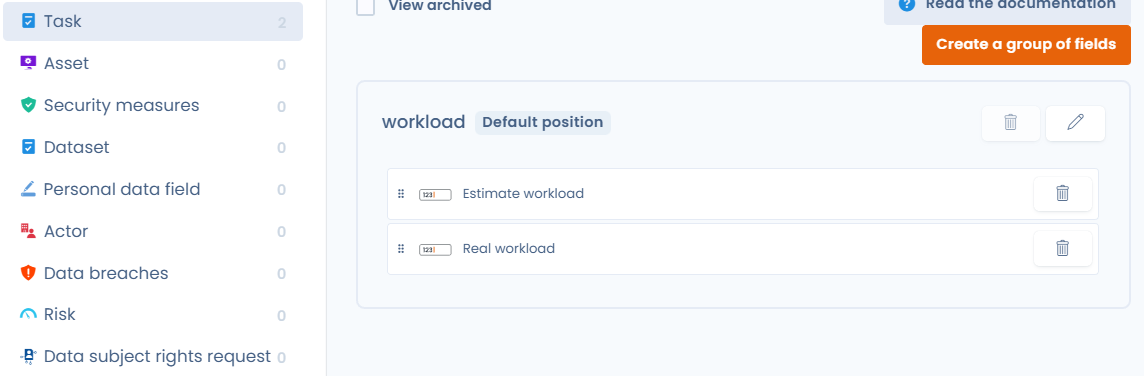 Task 2
Asset 0
Security measures 0
Dataset 0
Personal data field 0
Actor 0
Data breaches 0
Risk 0
Data subject rights request 0
View archived
? Read the documentation
Create a group of fields
workload Default position
123 Estimate workload
123 Real workload